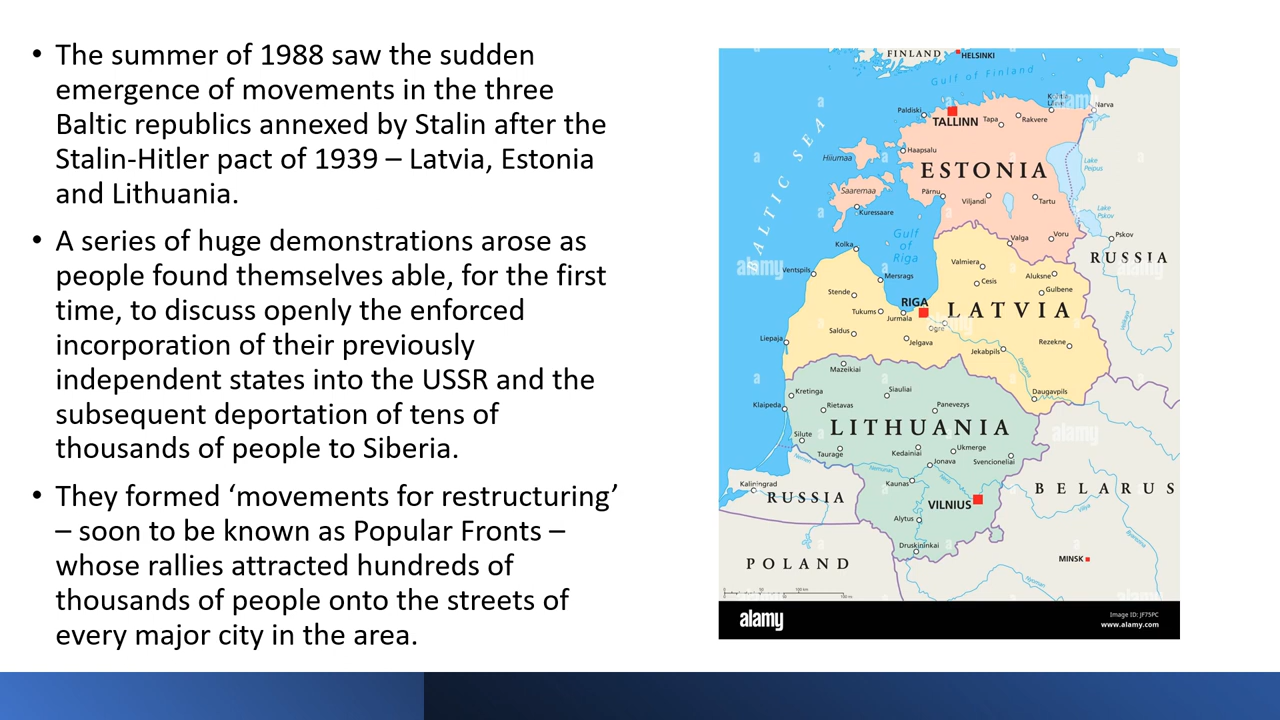 • The summer of 1988 saw the sudden
emergence of movements in the three
Baltic republics annexed by Stalin after the
Stalin-Hitler pact of 1939 – Latvia, Estonia
and Lithuania.
• A series of huge demonstrations arose as
people found themselves able, for the first
time, to discuss openly the enforced
incorporation of their previously
independent states into the USSR and the
subsequent deportation of tens of
thousands of people to Siberia.
• They formed ‘movements for restructuring’
– soon to be known as Popular Fronts –
whose rallies attracted hundreds of
thousands of people onto the streets of
every major city in the area.
FINLAND
HELSINKI
Gulf of Finland
Paldiski
TALLINN
Tapa
Rakvere
Narva
BALTIC SEA
Hiiumaa
Haapsalu
ESTONIA
Lake
Peipus
Saaremaa
Pärnu
Viljandi
Tartu
Kuressaare
Lake
Pskov
Gulf
of
Riga
Kolka
Valga
Voru
Pskov
RUSSIA
Ventspils
Mersrags
Valmiera
Aluksne
Cesis
Gulbene
Stende
RIGA
LATVIA
Tukums
Jurmala
Ogre
Saldus
Jelgava
Liepaja
Jekabpils
Rezekne
Mazeikiai
Daugavpils
Kretinga
Siauliai
Klaipeda
Rietavas
Panevezys
LITHUANIA
Silute
Taurage
Kedainiai
Ukmerge
Jonava
Svencioneliai
Nemunas
Kaliningrad
RUSSIA
Kaunas
VILNIUS
BELARUS
Alytus
Druskininkai
POLAND
MINSK
alamy
alamy
alamy
alamy
alamy
Image ID: JF75PC
www.alamy.com